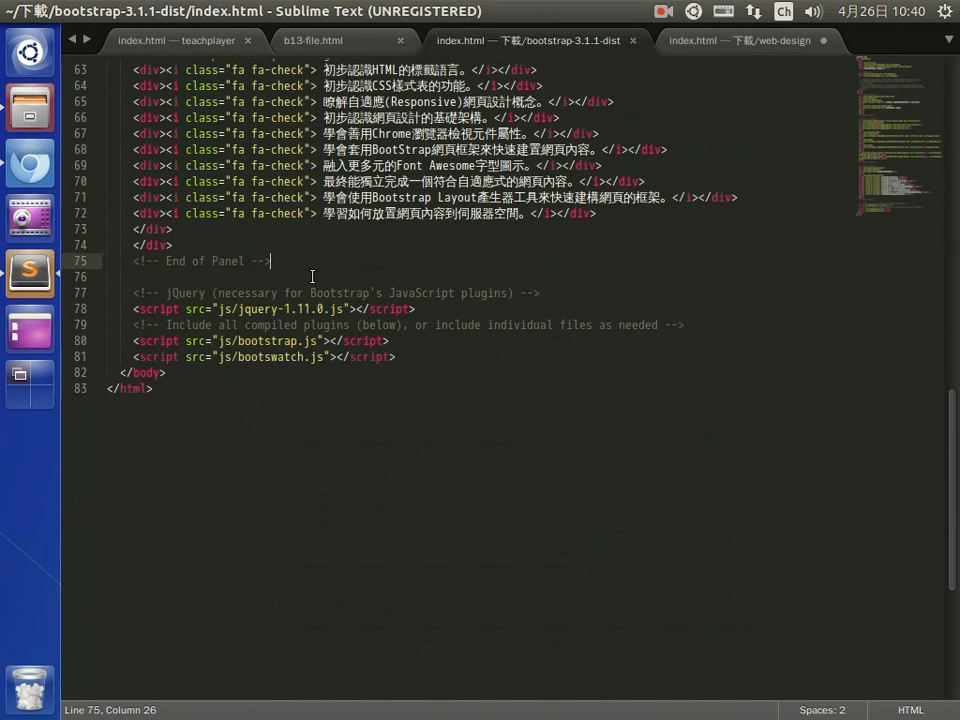 ~/下載/bootstrap-3.1.1-dist/index.html - Sublime Text (UNREGISTERED)
Ch
4月26日 10:40
index.html — teachplayer ×
b13-file.html ×
index.html — 下載/bootstrap-3.1.1-dist ×
index.html — 下載/web-design
63 <div><i class="fa fa-check"> 初步認識HTML的標籤語言。</i></div>
64 <div><i class="fa fa-check"> 初步認識CSS樣式表的功能。</i></div>
65 <div><i class="fa fa-check"> 瞭解自適應(Responsive)網頁設計概念。</i></div>
66 <div><i class="fa fa-check"> 初步認識網頁設計的基礎架構。</i></div>
67 <div><i class="fa fa-check"> 學會善用Chrome瀏覽器檢視元件屬性。</i></div>
68 <div><i class="fa fa-check"> 學會套用BootStrap網頁框架來快速建置網頁內容。</i></div>
69 <div><i class="fa fa-check"> 融入更多元的Font Awesome字型圖示。</i></div>
70 <div><i class="fa fa-check"> 最終能獨立完成一個符合自適應式的網頁內容。</i></div>
71 <div><i class="fa fa-check"> 學會使用Bootstrap Layout產生器工具來快速建構網頁的框架。</i></div>
72 <div><i class="fa fa-check"> 學習如何放置網頁內容到伺服器空間。</i></div>
73 </div>
74 </div>
75 <!-- End of Panel -->
76
77 <!-- jQuery (necessary for Bootstrap's JavaScript plugins) -->
78 <script src="js/jquery-1.11.0.js"></script>
79 <!-- Include all compiled plugins (below), or include individual files as needed -->
80 <script src="js/bootstrap.js"></script>
81 <script src="js/bootswatch.js"></script>
82 </body>
83 </html>
Line 75, Column 26
Spaces: 2
HTML